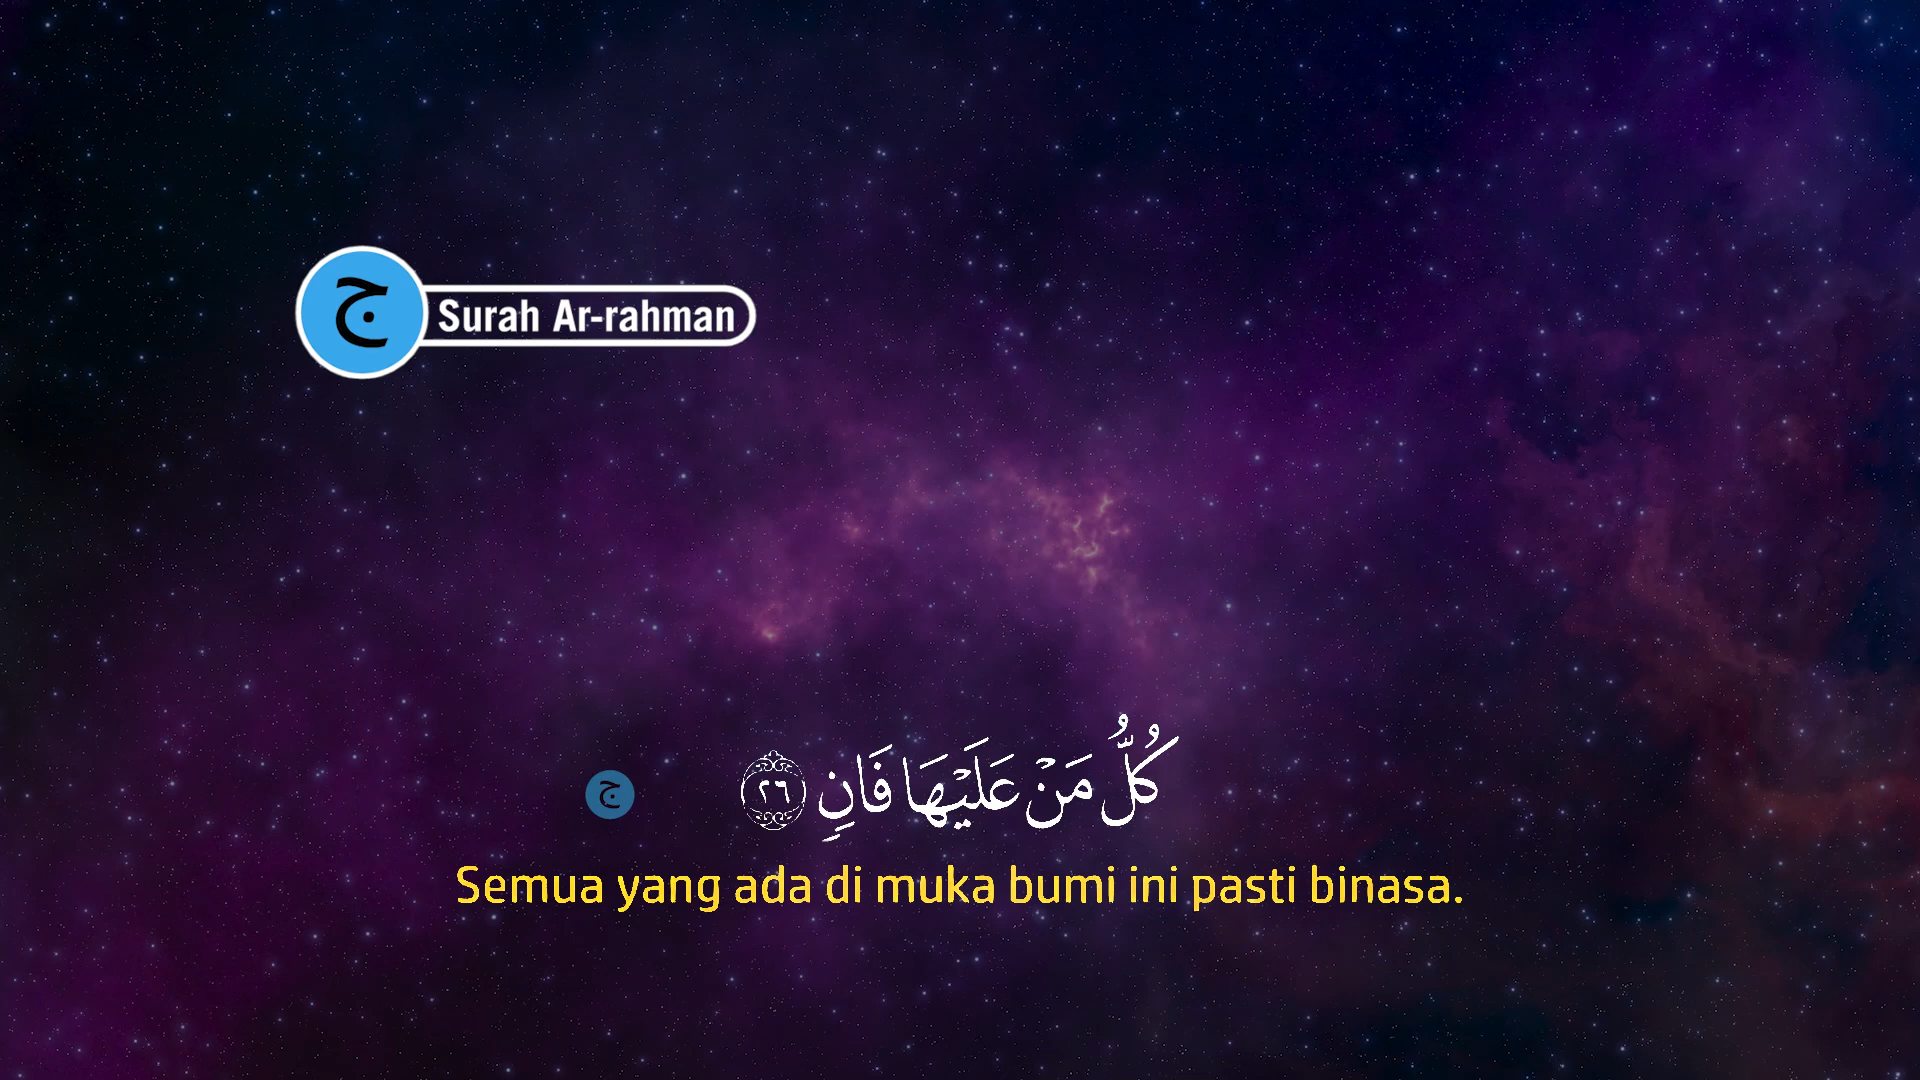 ج
Surah Ar-rahman
كُلُّ مَنْ عَلَيْهَا فَانٍ ٢٦
ج
Semua yang ada di muka bumi ini pasti binasa.